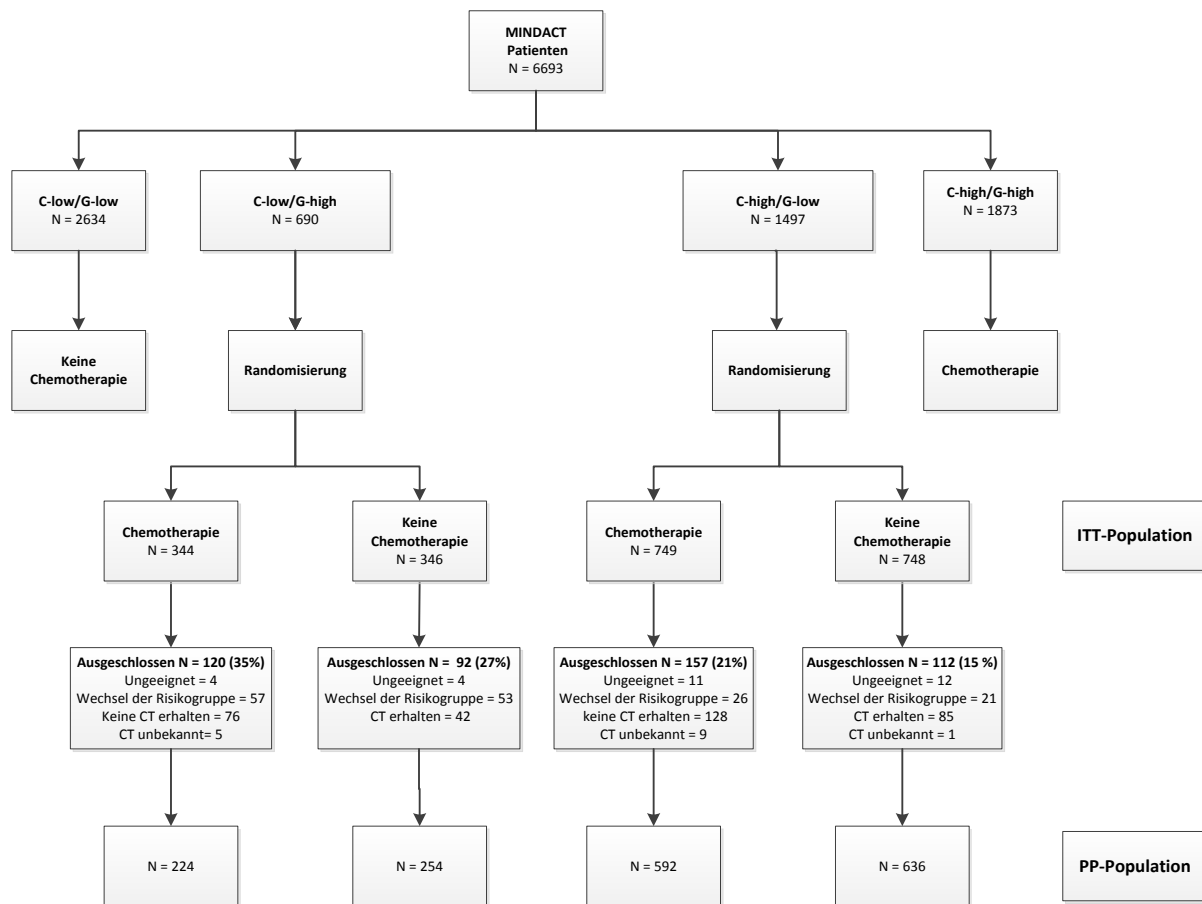 MINDACT
Patienten
N = 6693
C-low/G-low
N = 2634
C-low/G-high
N = 690
C-high/G-low
N = 1497
C-high/G-high
N = 1873
Keine
Chemotherapie
Randomisierung
Randomisierung
Chemotherapie
Chemotherapie
N = 344
Keine
Chemotherapie
N = 346
Chemotherapie
N = 749
Keine
Chemotherapie
N = 748
ITT-Population
Ausgeschlossen N = 120 (35%)
Ungeeignet = 4
Wechsel der Risikogruppe = 57
Keine CT erhalten = 76
CT unbekannt= 5
Ausgeschlossen N = 92 (27%)
Ungeeignet = 4
Wechsel der Risikogruppe = 53
CT erhalten = 42
Ausgeschlossen N = 157 (21%)
Ungeeignet = 11
Wechsel der Risikogruppe = 26
keine CT erhalten = 128
CT unbekannt = 9
Ausgeschlossen N = 112 (15 %)
Ungeeignet = 12
Wechsel der Risikogruppe = 21
CT erhalten = 85
CT unbekannt = 1
N = 224
N = 254
N = 592
N = 636
PP-Population